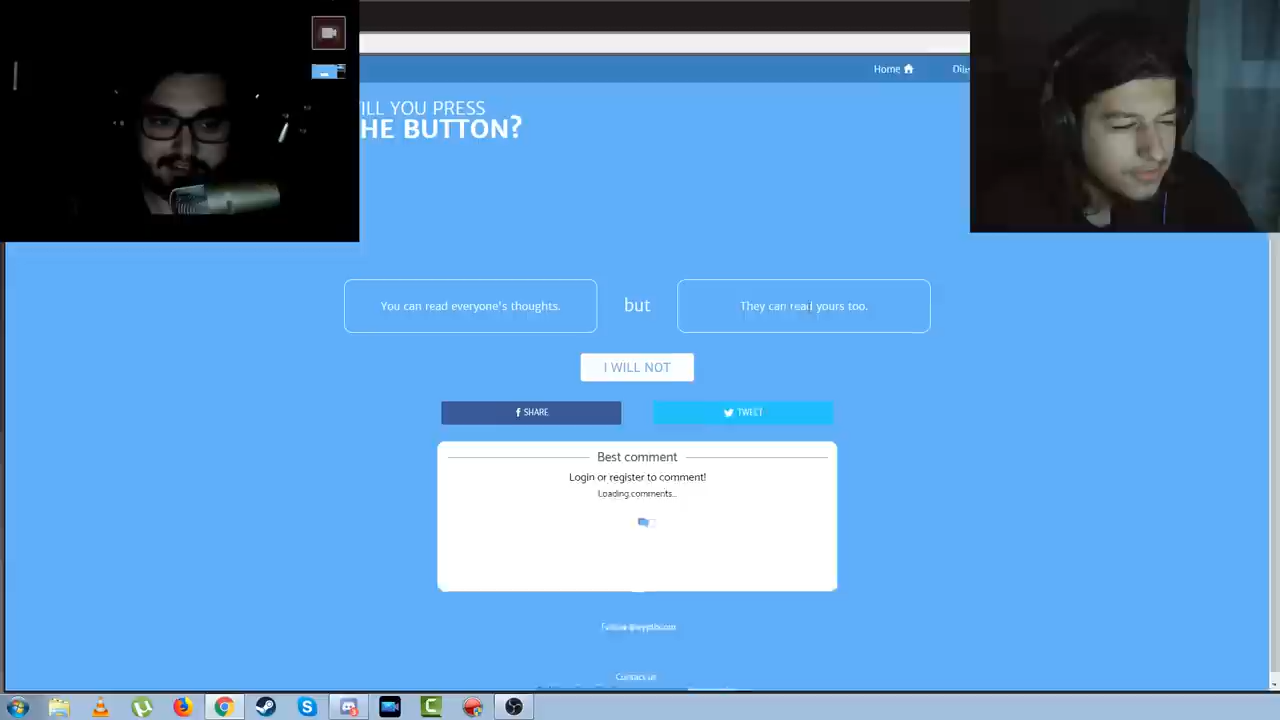 Home
ILL YOU PRESS
HE BUTTON?
You can read everyone's thoughts.
but
They can read yours too.
I WILL NOT
f SHARE
TWEET
Best comment
Login or register to comment!
Loading comments...
Contact us